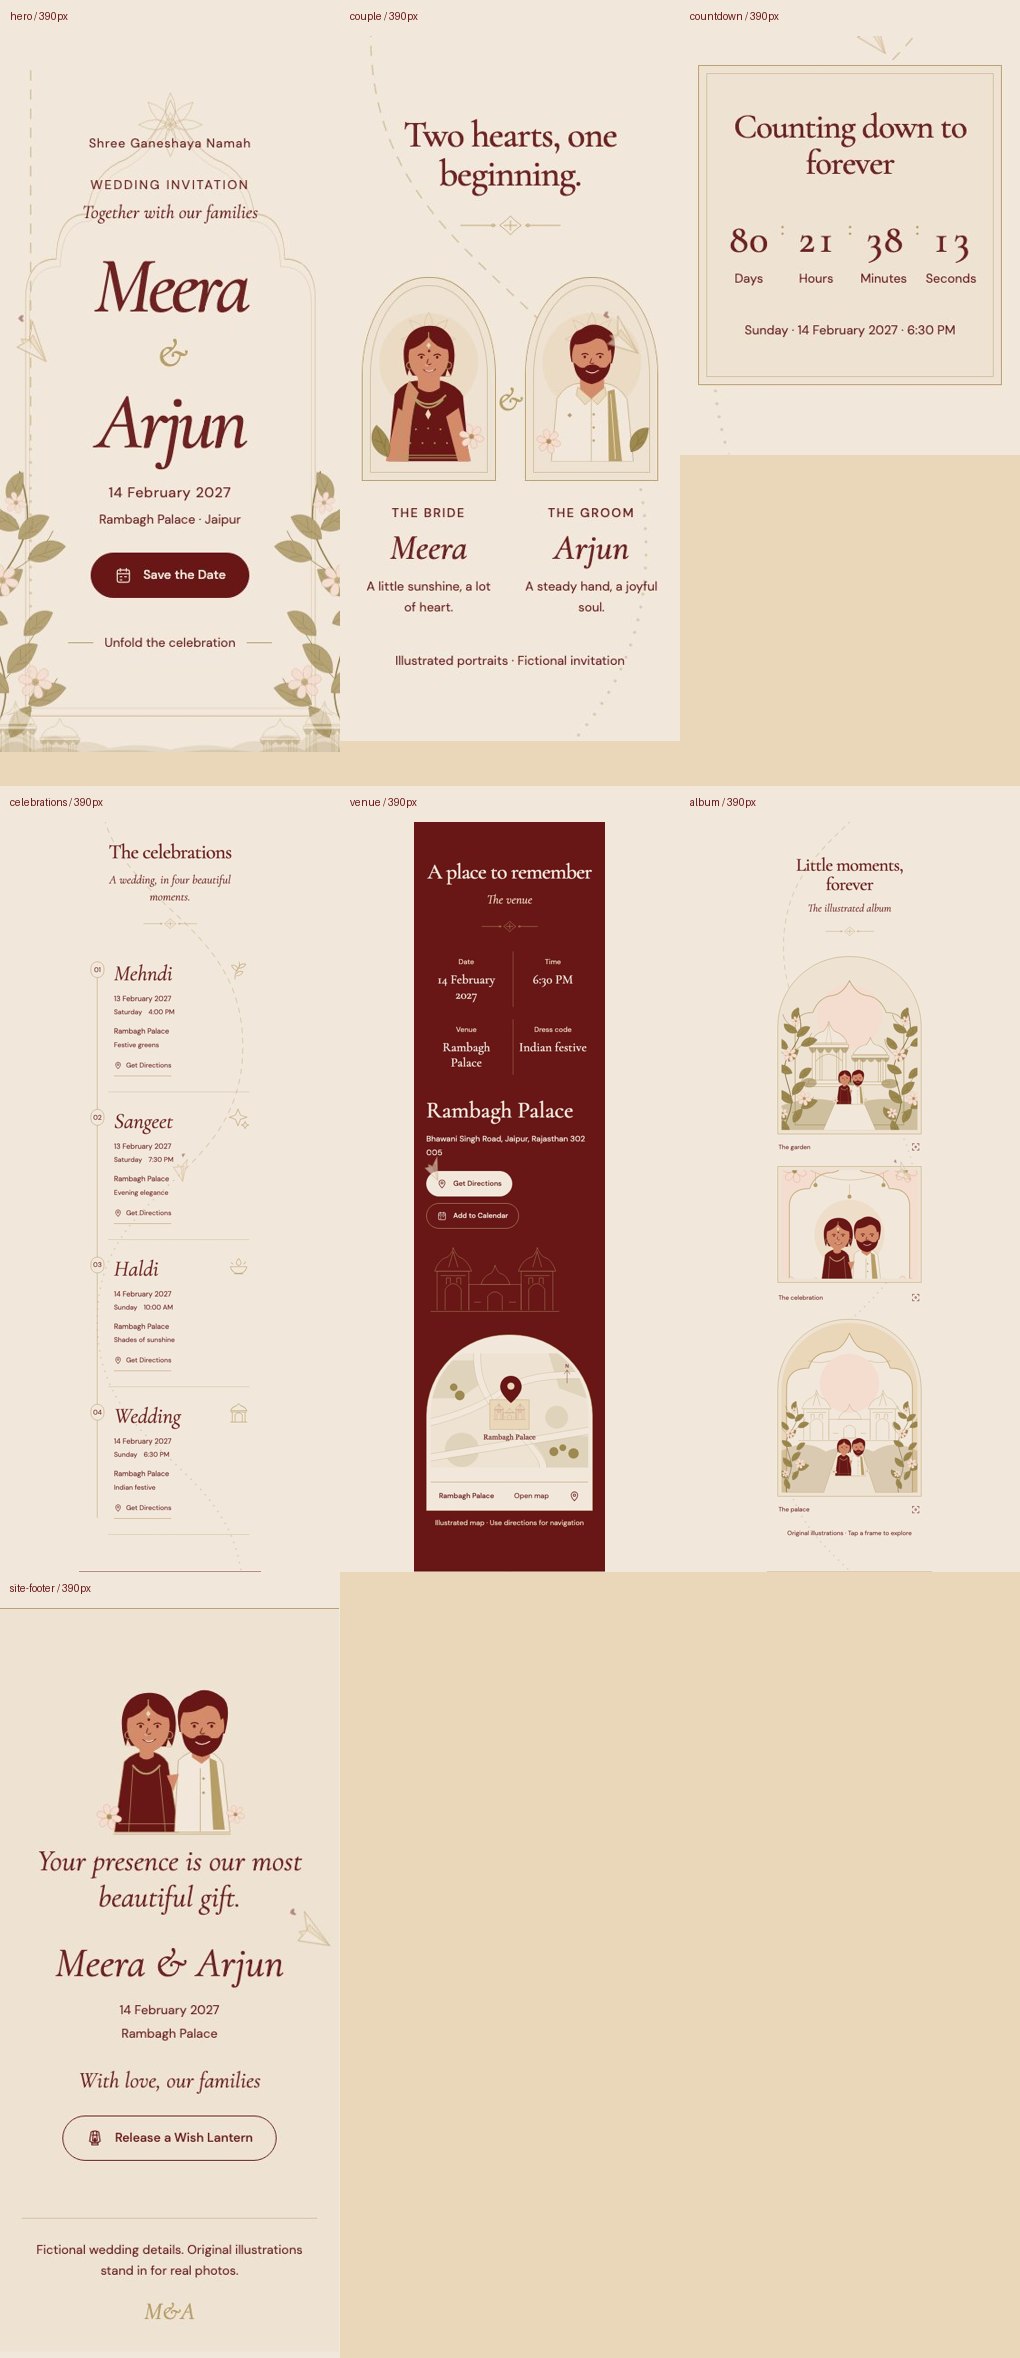 hero / 390px
Shree Ganeshaya Namah
WEDDING INVITATION
Together with our families
Meera
&
Arjun
14 February 2027
Rambagh Palace · Jaipur
Save the Date
Unfold the celebration
couple / 390px
Two hearts, one
beginning.
&
THE BRIDE
Meera
A little sunshine, a lot
of heart.
THE GROOM
Arjun
A steady hand, a joyful
soul.
Illustrated portraits · Fictional invitation
countdown / 390px
Counting down to
forever
80 : 21 : 38 : 13
Days Hours Minutes Seconds
Sunday · 14 February 2027 · 6:30 PM
celebrations / 390px
The celebrations
A wedding, in four beautiful
moments.
01
Mehndi
13 February 2027
Saturday 4:00 PM
Rambagh Palace
Festive greens
Get Directions
02
Sangeet
13 February 2027
Saturday 7:30 PM
Rambagh Palace
Evening elegance
Get Directions
03
Haldi
14 February 2027
Sunday 10:00 AM
Rambagh Palace
Shades of sunshine
Get Directions
04
Wedding
14 February 2027
Sunday 6:30 PM
Rambagh Palace
Indian festive
Get Directions
venue / 390px
A place to remember
The venue
Date
14 February
2027
Time
6:30 PM
Venue
Rambagh
Palace
Dress code
Indian festive
Rambagh Palace
Bhawani Singh Road, Jaipur, Rajasthan 302
005
Get Directions
Add to Calendar
N
Rambagh Palace
Rambagh Palace Open map
Illustrated map · Use directions for navigation
album / 390px
Little moments,
forever
The illustrated album
The garden
The celebration
The palace
Original illustrations · Tap a frame to explore
site-footer / 390px
Your presence is our most
beautiful gift.
Meera & Arjun
14 February 2027
Rambagh Palace
With love, our families
Release a Wish Lantern
Fictional wedding details. Original illustrations
stand in for real photos.
M&A